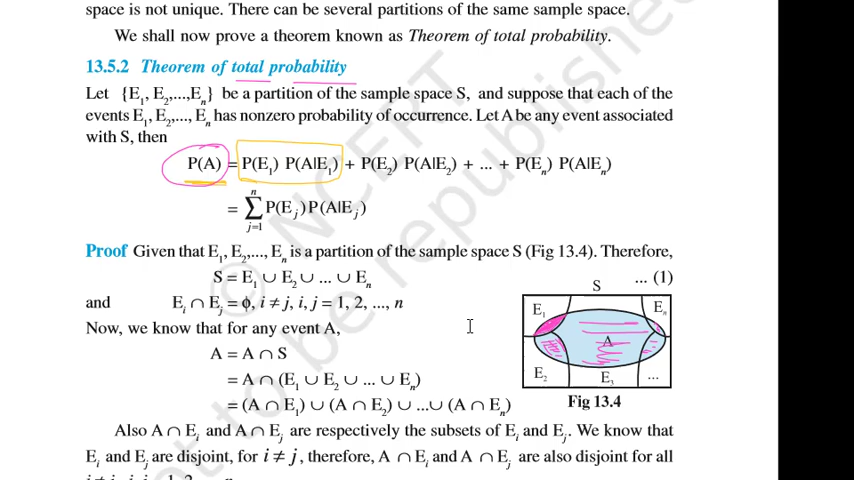 space is not unique. There can be several partitions of the same sample space.
We shall now prove a theorem known as Theorem of total probability.
13.5.2 Theorem of total probability
Let {E₁, E₂,...,Eₙ} be a partition of the sample space S, and suppose that each of the
events E₁, E₂,..., Eₙ has nonzero probability of occurrence. Let A be any event associated
with S, then
P(A) = P(E₁) P(A|E₁) + P(E₂) P(A|E₂) + ... + P(Eₙ) P(A|Eₙ)
= n ∑ j=1 P(Eⱼ)P(A|Eⱼ)
Proof Given that E₁, E₂,..., Eₙ is a partition of the sample space S (Fig 13.4). Therefore,
S = E₁ ∪ E₂ ∪ ... ∪ Eₙ ... (1)
and Eᵢ ∩ Eⱼ = φ, i ≠ j, i, j = 1, 2, ..., n
Now, we know that for any event A,
A = A ∩ S
= A ∩ (E₁ ∪ E₂ ∪ ... ∪ Eₙ)
= (A ∩ E₁) ∪ (A ∩ E₂) ∪ ...∪ (A ∩ Eₙ)
S
E₁ Eₙ
A
E₂ E₃ ...
Fig 13.4
Also A ∩ Eᵢ and A ∩ Eⱼ are respectively the subsets of Eᵢ and Eⱼ. We know that
Eᵢ and Eⱼ are disjoint, for i ≠ j, therefore, A ∩ Eᵢ and A ∩ Eⱼ are also disjoint for all
© NCERT
not to be republished